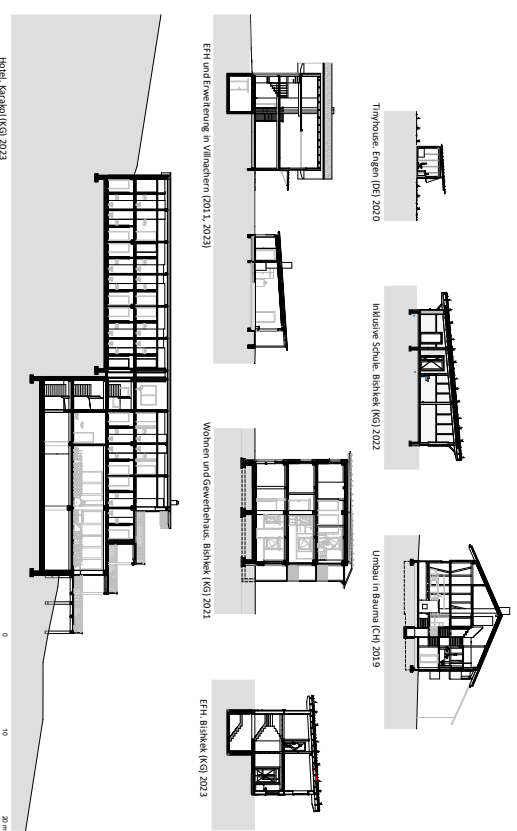 Tinyhouse. Engen (DE) 2020
Inklusive Schule. Bishkek (KG) 2022
Umbau in Bauma (CH) 2019
EFH und Erweiterung in Villnachern (2011, 2023)
Wohnen und Gewerbehaus. Bishkek (KG) 2021
EFH. Bishkek (KG) 2023
Hotel. Karakol (KG) 2023
0
10
20 m